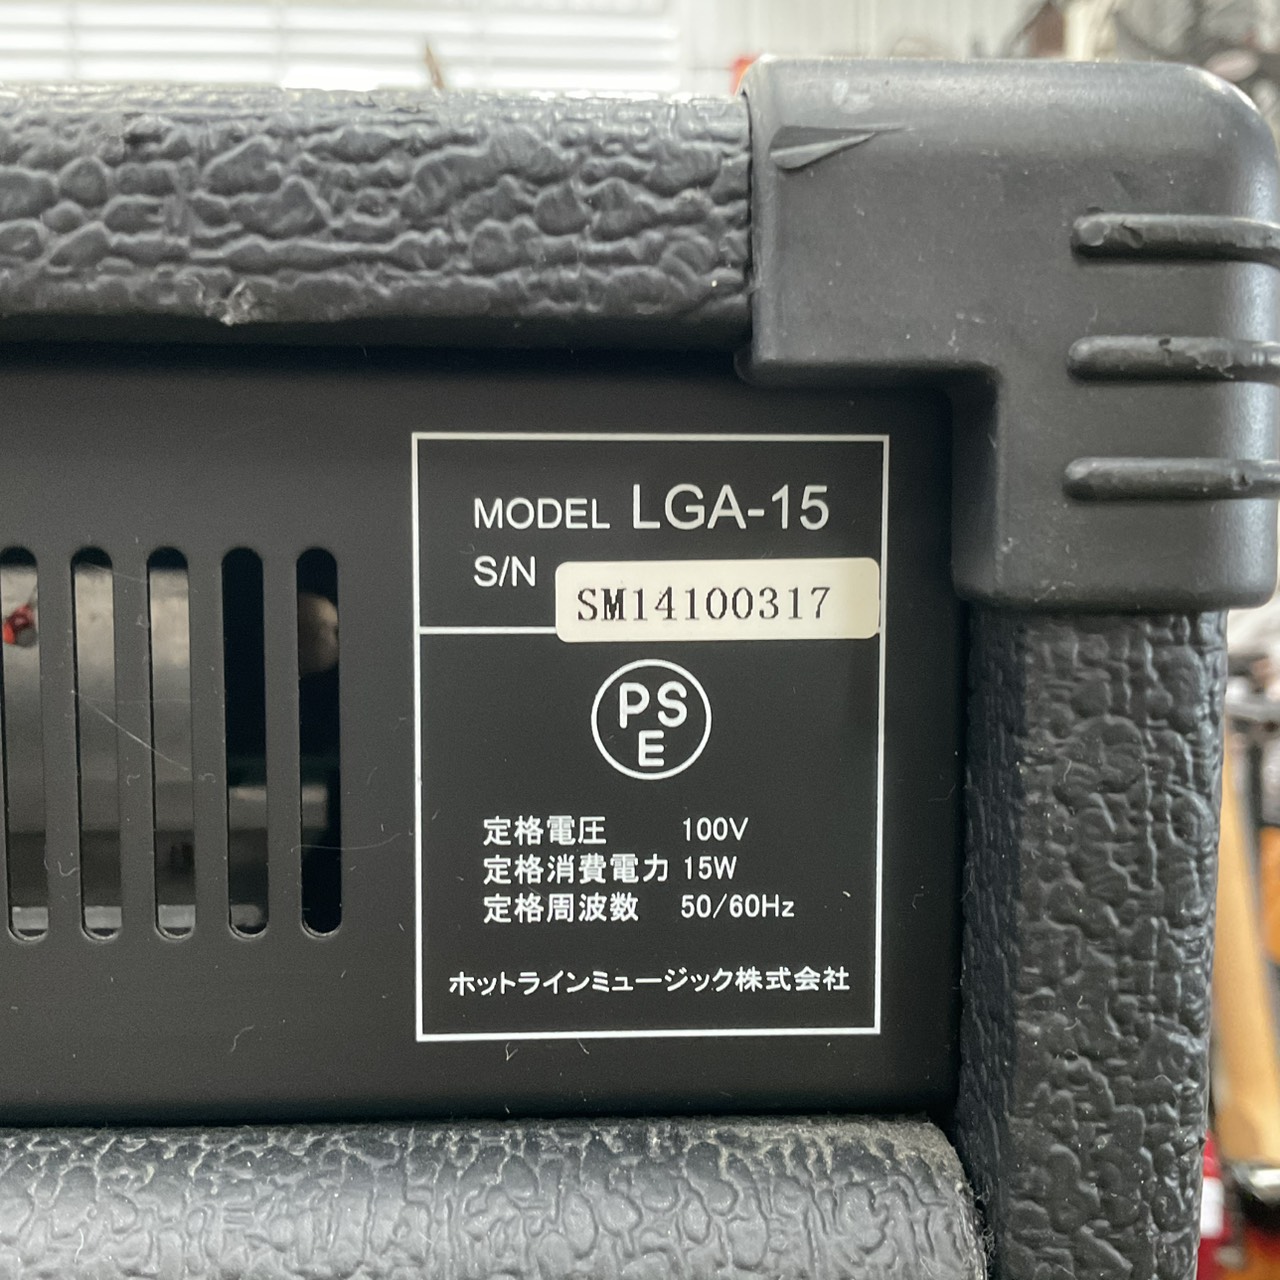 MODEL LGA-15
S/N SM14100317
PS
E
定格電圧 100V
定格消費電力 15W
定格周波数 50/60Hz
ホットラインミュージック株式会社